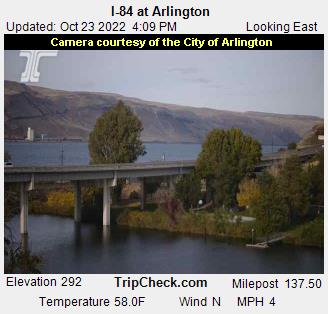 I-84 at Arlington
Updated: Oct 23 2022 4:09 PM Looking East
Camera courtesy of the City of Arlington
Elevation 292 TripCheck.com Milepost 137.50
Temperature 58.0F Wind N MPH 4